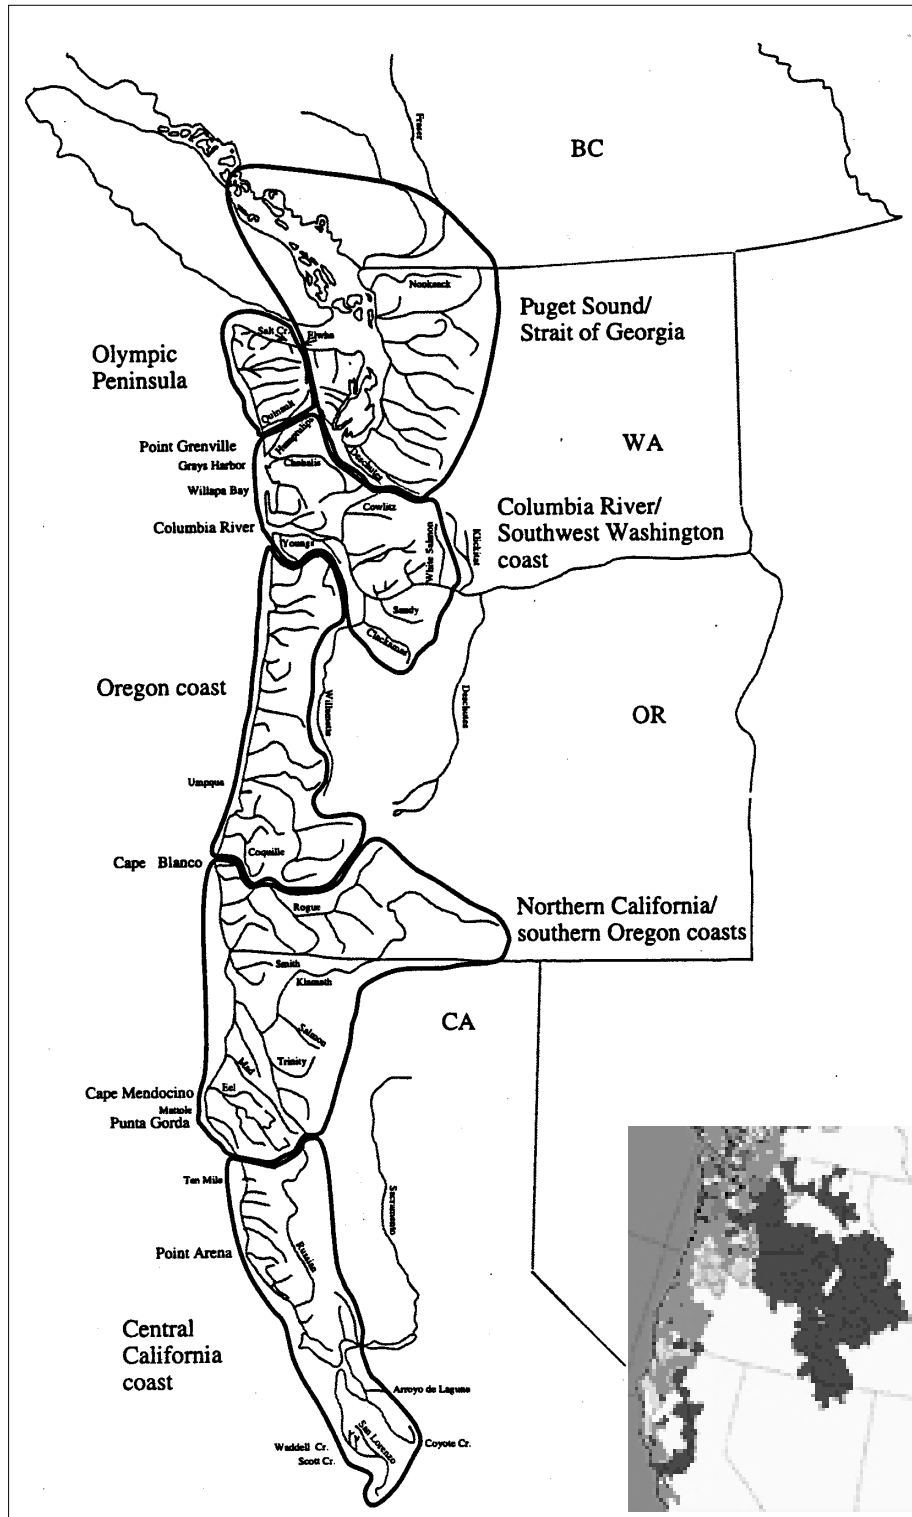 Fraser
BC
Nooksack
Puget Sound/
Strait of Georgia
Salt Cr.
Elwha
Olympic
Peninsula
Quinault
Humptulips
Point Grenville
WA
Grays Harbor
Chehalis
Deschutes
Willapa Bay
Cowlitz
Columbia River/
Southwest Washington
coast
Columbia River
Youngs
White Salmon
Klickitat
Sandy
Clackamas
Oregon coast
Willamette
Deschutes
OR
Umpqua
Coquille
Cape Blanco
Rogue
Northern California/
southern Oregon coasts
Smith
Klamath
CA
Salmon
Trinity
Mad
Eel
Cape Mendocino
Mattole
Punta Gorda
Ten Mile
Sacramento
Point Arena
Russian
Central
California
coast
Arroyo de Laguna
San Lorenzo
Waddell Cr.
Coyote Cr.
Scott Cr.